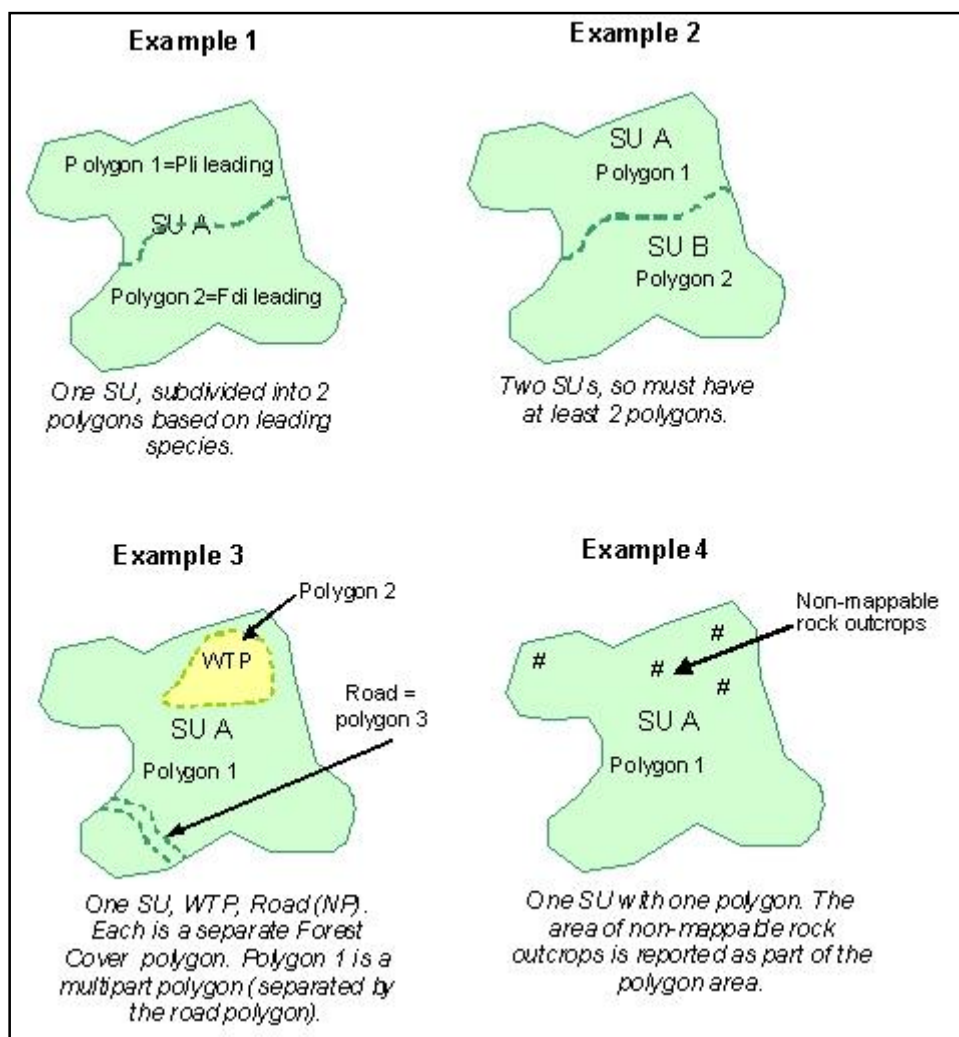 Example 1
Polygon 1=Pli leading
SU A
Polygon 2=Fdi leading
One SU, subdivided into 2
polygons based on leading
species.
Example 2
SU A
Polygon 1
SU B
Polygon 2
Two SUs, so must have
at least 2 polygons.
Example 3
Polygon 2
WTP
Road =
polygon 3
SU A
Polygon 1
One SU, WTP, Road (NP).
Each is a separate Forest
Cover polygon. Polygon 1 is a
multipart polygon (separated by
the road polygon).
Example 4
Non-mappable
rock outcrops
#
#
#
#
SU A
Polygon 1
One SU with one polygon. The
area of non-mappable rock
outcrops is reported as part of the
polygon area.